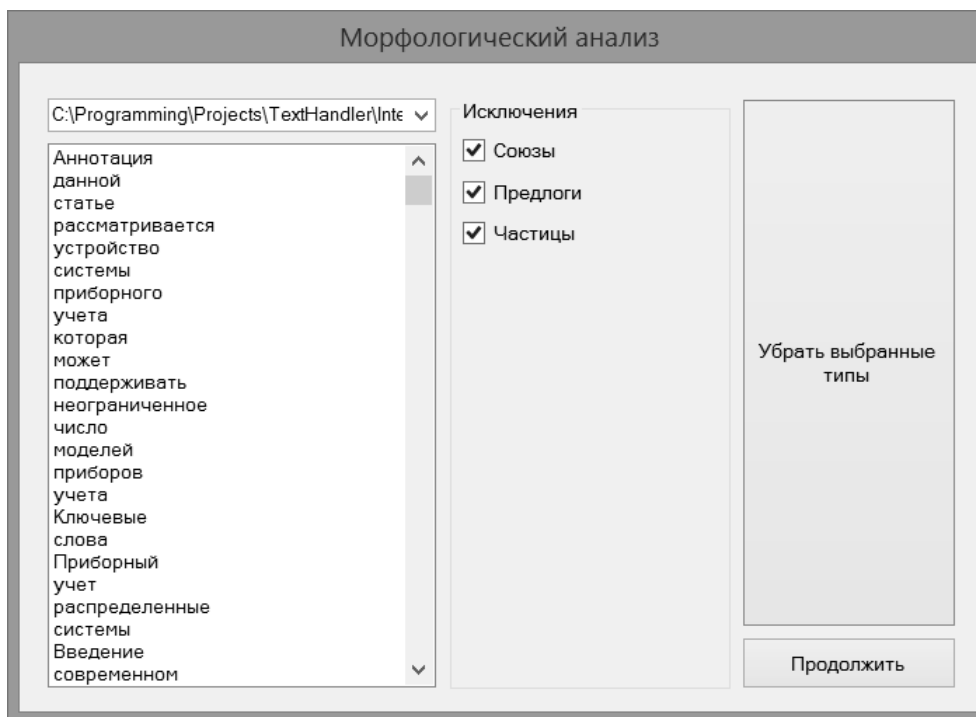 Морфологический анализ
C:\Programming\Projects\TextHandler\Inte
Аннотация
данной
статье
рассматривается
устройство
системы
приборного
учета
которая
может
поддерживать
неограниченное
число
моделей
приборов
учета
Ключевые
слова
Приборный
учет
распределенные
системы
Введение
современном
Исключения
Союзы
Предлоги
Частицы
Убрать выбранные
типы
Продолжить